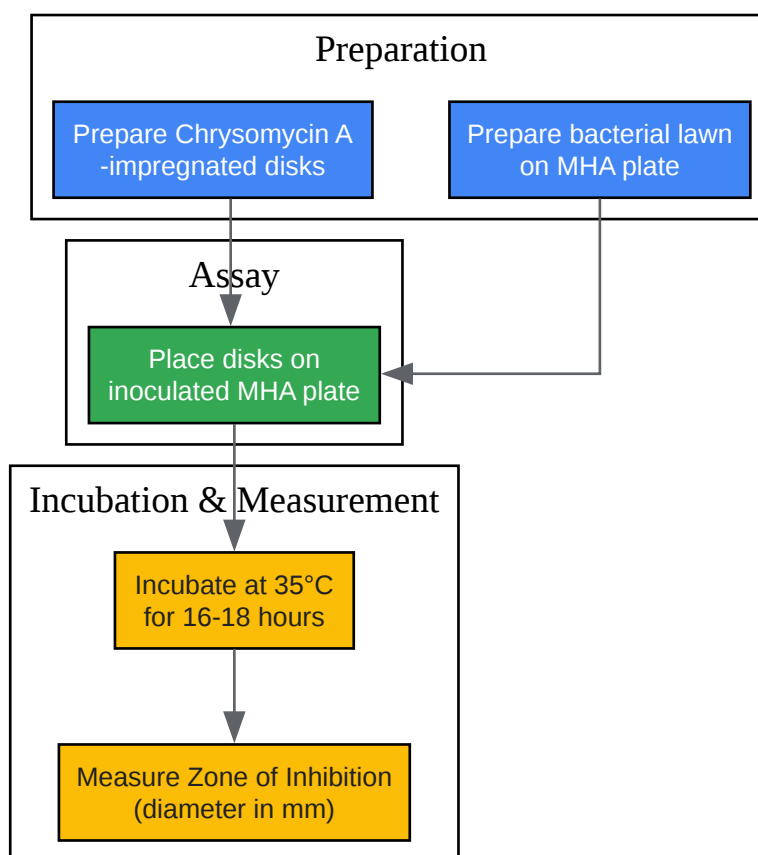 Preparation
Prepare Chrysomycin A
-impregnated disks
Prepare bacterial lawn
on MHA plate
Assay
Place disks on
inoculated MHA plate
Incubation & Measurement
Incubate at 35°C
for 16-18 hours
Measure Zone of Inhibition
(diameter in mm)